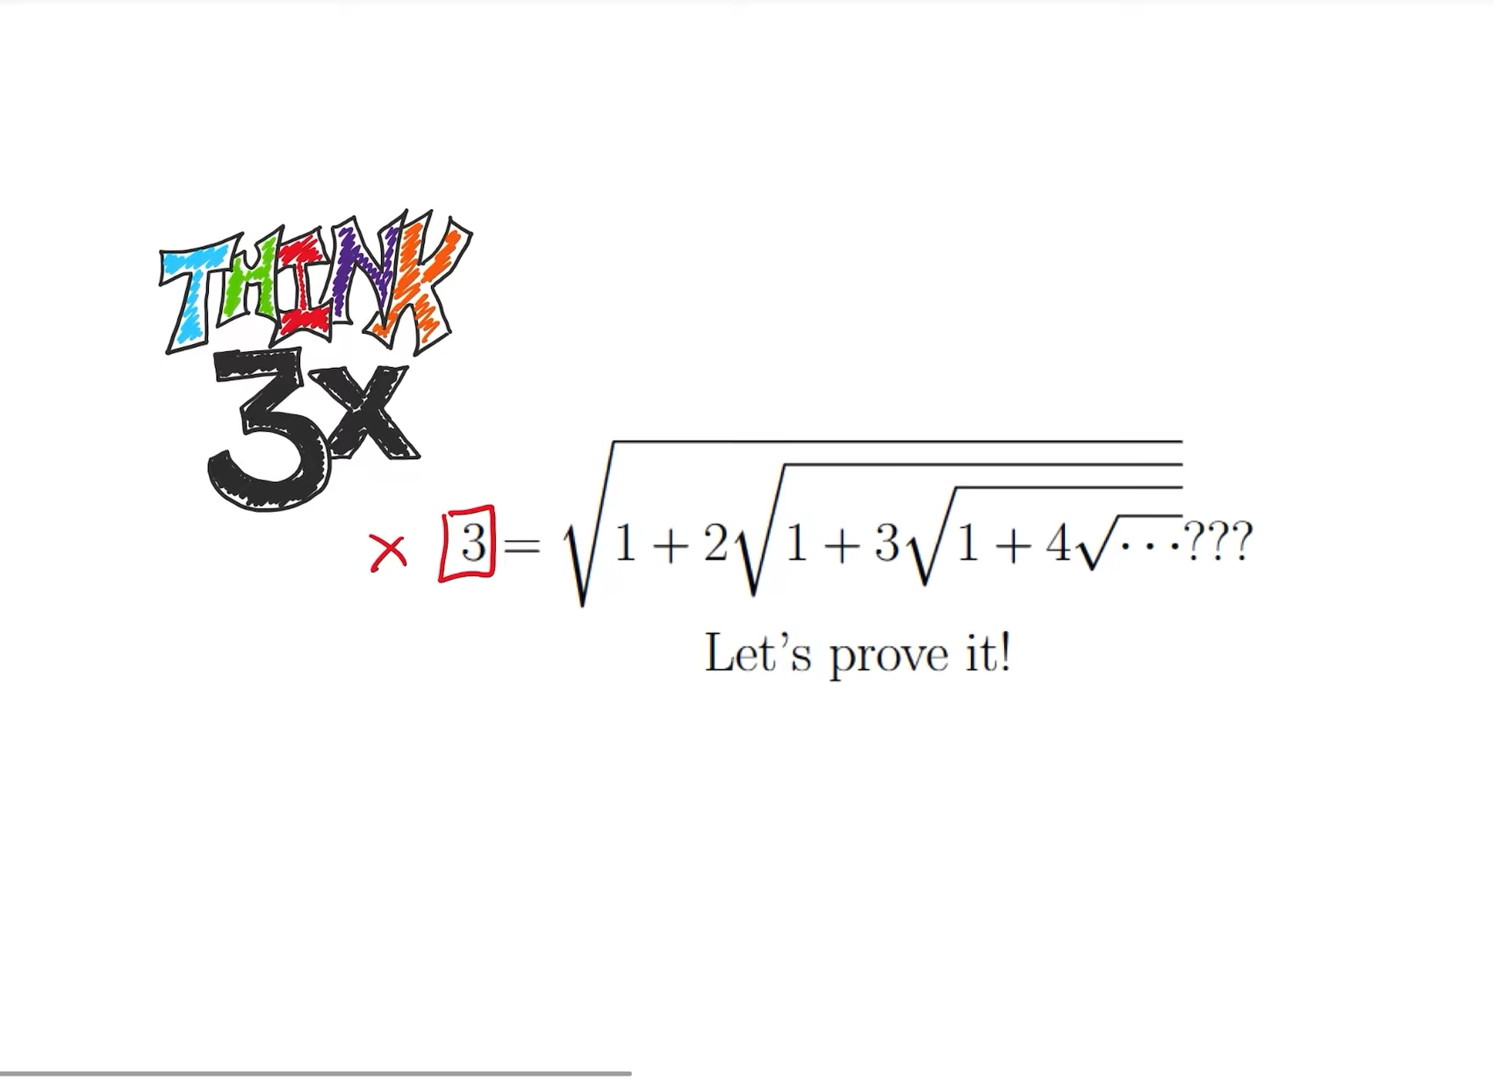 THINK
3x
× 3 = √(1 + 2√(1 + 3√(1 + 4√···???
Let's prove it!